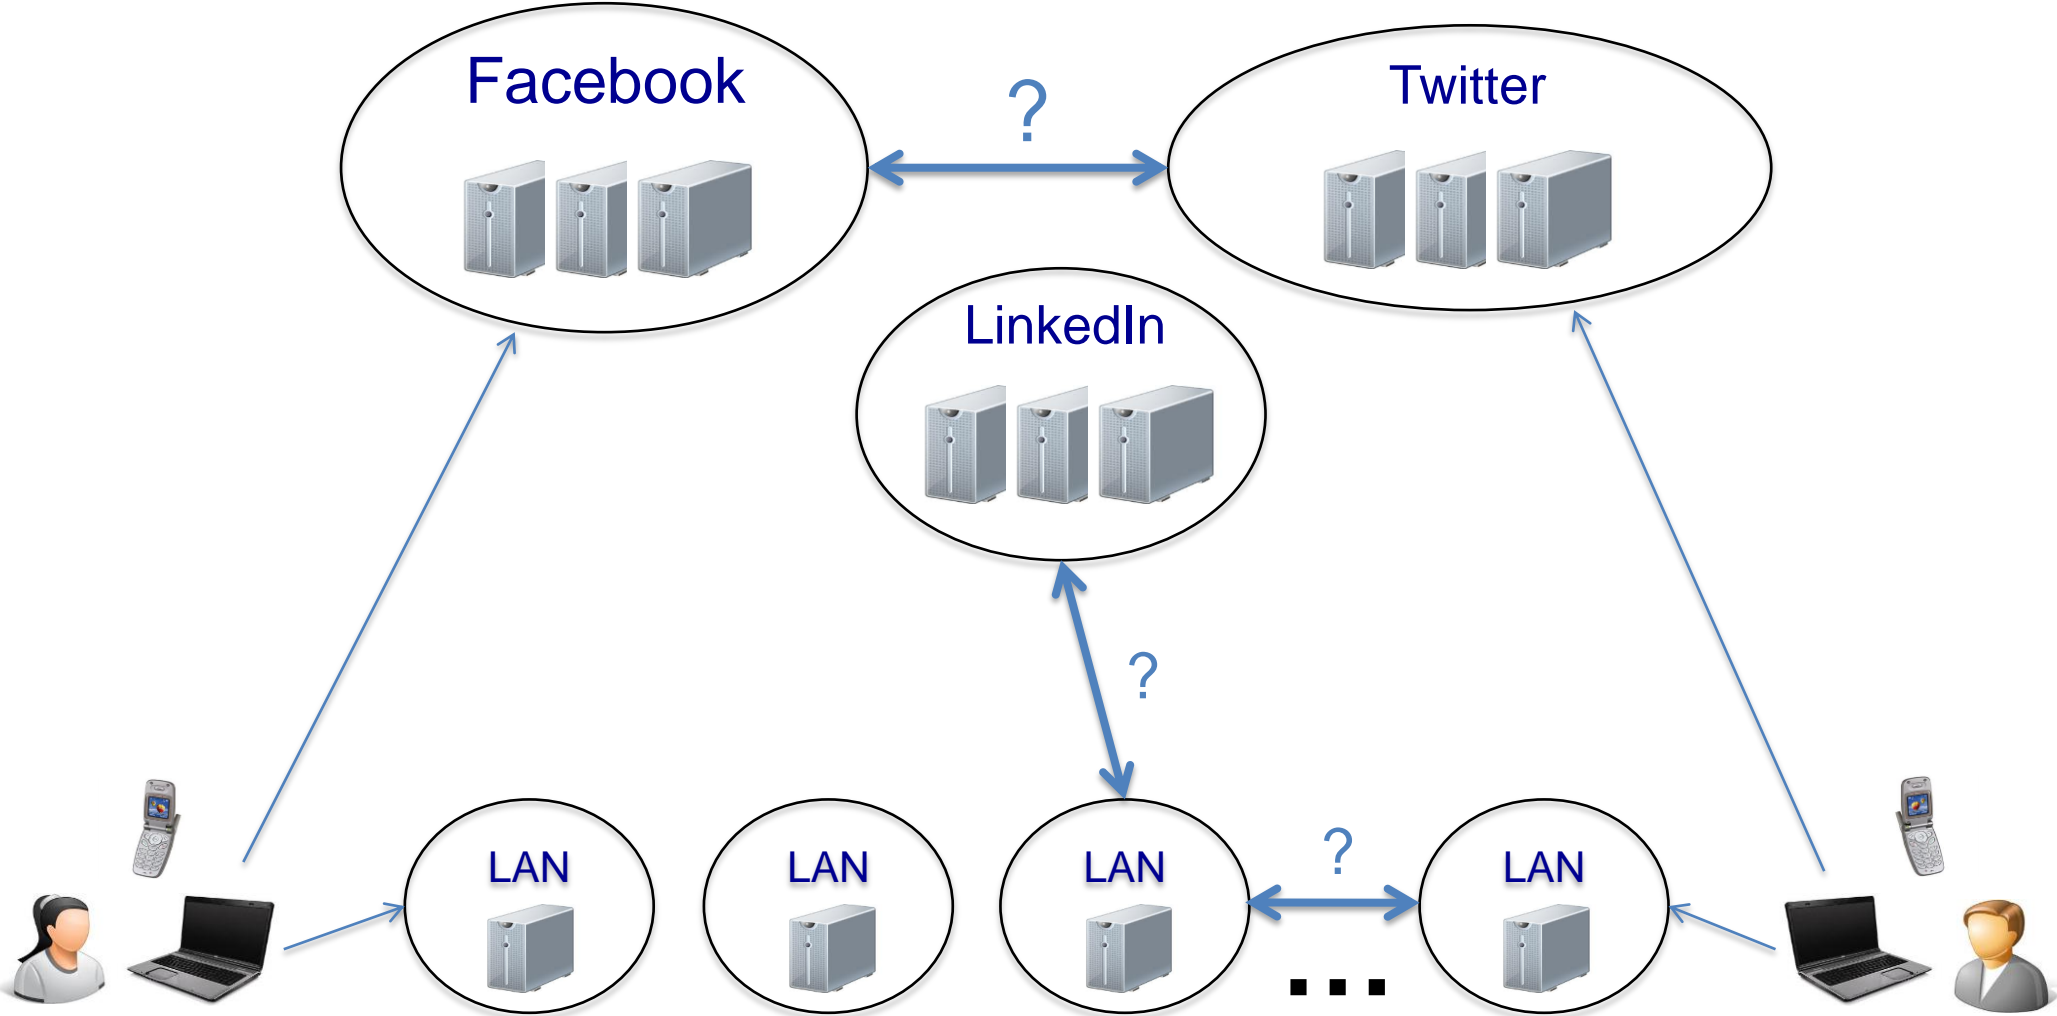 Facebook
?
Twitter
LinkedIn
?
LAN
LAN
LAN
?
LAN
...